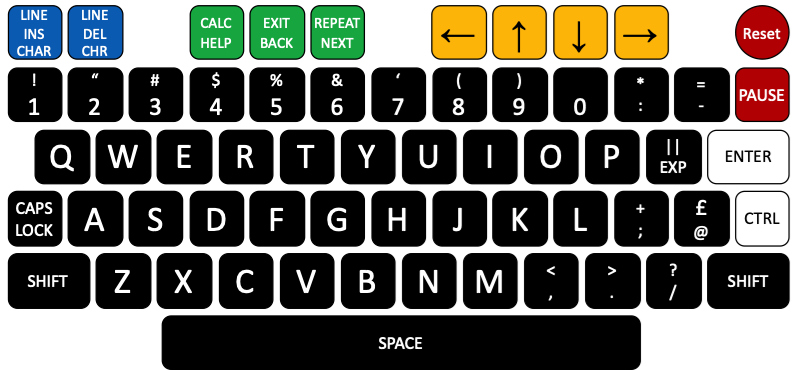 LINE LINE CALC EXIT REPEAT ← ↑ ↓ → Reset
INS DEL HELP BACK NEXT
CHAR CHR
! “ # $ % & ‘ ( ) * = PAUSE
1 2 3 4 5 6 7 8 9 0 : -
Q W E R T Y U I O P || ENTER
EXP
CAPS A S D F G H J K L + £ CTRL
LOCK ; @
SHIFT Z X C V B N M < > ? SHIFT
, . /
SPACE